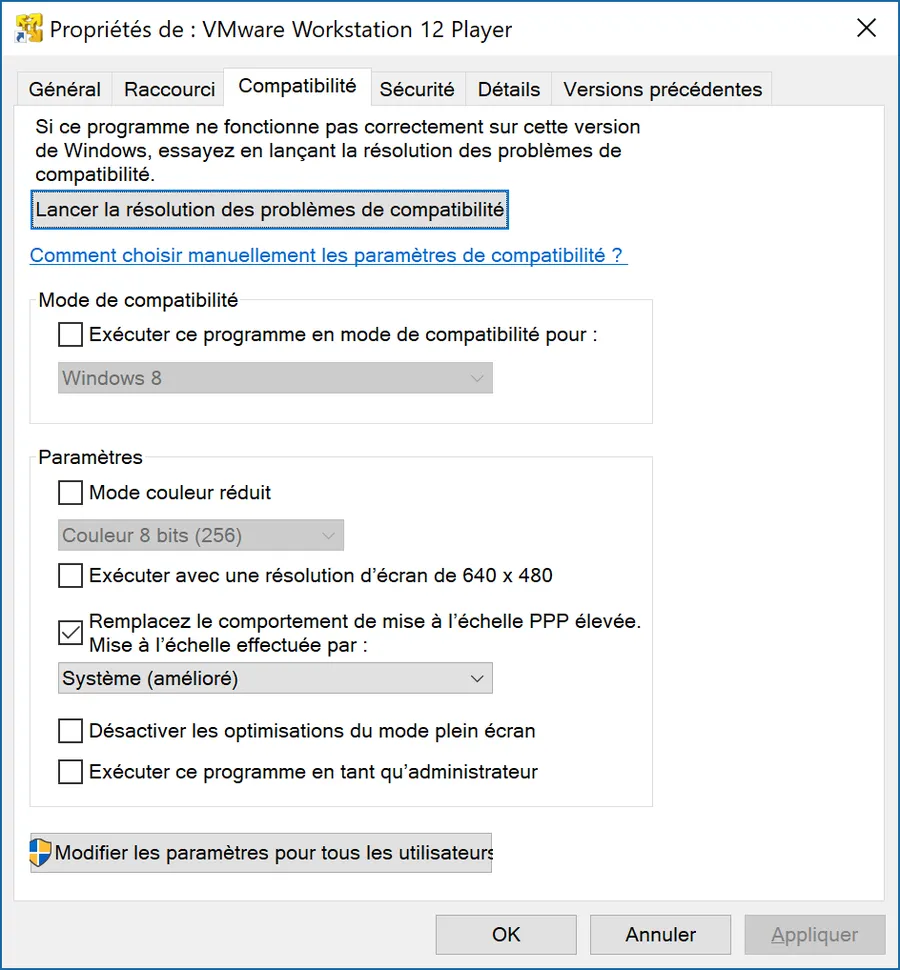 Propriétés de : VMware Workstation 12 Player
Général
Raccourci
Compatibilité
Sécurité
Détails
Versions précédentes
Si ce programme ne fonctionne pas correctement sur cette version
de Windows, essayez en lançant la résolution des problèmes de
compatibilité.
Lancer la résolution des problèmes de compatibilité
Comment choisir manuellement les paramètres de compatibilité ?
Mode de compatibilité
Exécuter ce programme en mode de compatibilité pour :
Windows 8
Paramètres
Mode couleur réduit
Couleur 8 bits (256)
Exécuter avec une résolution d’écran de 640 x 480
Remplacez le comportement de mise à l’échelle PPP élevée.
Mise à l’échelle effectuée par :
Système (amélioré)
Désactiver les optimisations du mode plein écran
Exécuter ce programme en tant qu’administrateur
Modifier les paramètres pour tous les utilisateurs
OK
Annuler
Appliquer